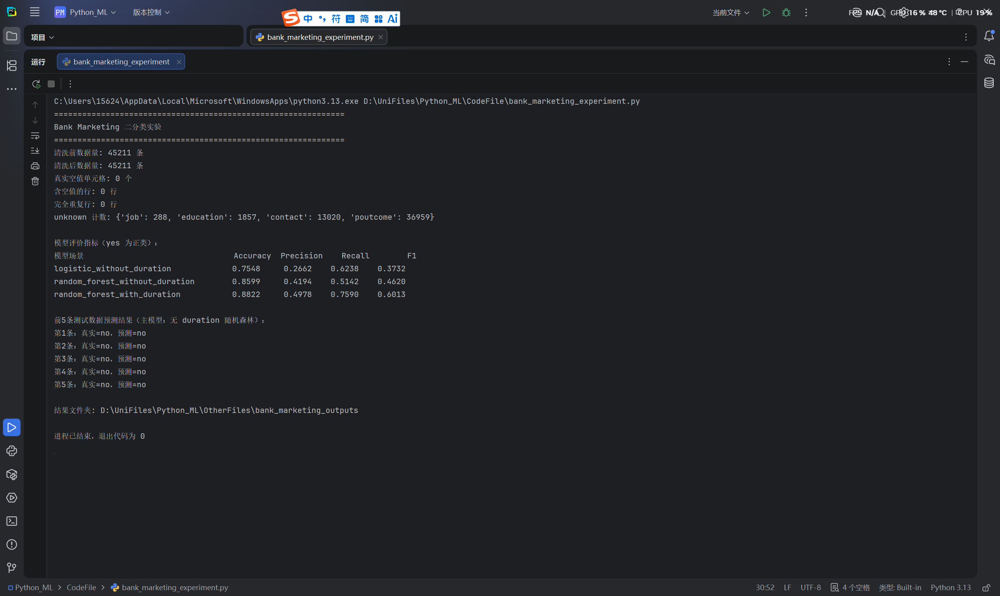 PM Python_ML 版本控制
中 符 简 Ai
当前文件
FPS N/A | GPU 16 % 48 °C | CPU 19 %
项目
bank_marketing_experiment.py
运行 bank_marketing_experiment
C:\Users\15624\AppData\Local\Microsoft\WindowsApps\python3.13.exe D:\UniFiles\Python_ML\CodeFile\bank_marketing_experiment.py
==============================================================
Bank Marketing 二分类实验
==============================================================
清洗前数据量: 45211 条
清洗后数据量: 45211 条
真实空值单元格: 0 个
含空值的行: 0 行
完全重复行: 0 行
unknown 计数: {'job': 288, 'education': 1857, 'contact': 13020, 'poutcome': 36959}
模型评价指标（yes 为正类）:
模型场景 Accuracy Precision Recall F1
logistic_without_duration 0.7548 0.2662 0.6238 0.3732
random_forest_without_duration 0.8599 0.4194 0.5142 0.4620
random_forest_with_duration 0.8822 0.4978 0.7590 0.6013
前5条测试数据预测结果（主模型：无 duration 随机森林）:
第1条：真实=no，预测=no
第2条：真实=no，预测=no
第3条：真实=no，预测=no
第4条：真实=no，预测=no
第5条：真实=no，预测=no
结果文件夹: D:\UniFiles\Python_ML\OtherFiles\bank_marketing_outputs
进程已结束，退出代码为 0
Python_ML > CodeFile > bank_marketing_experiment.py
30:52 LF UTF-8 4 个空格 类型: Built-in Python 3.13